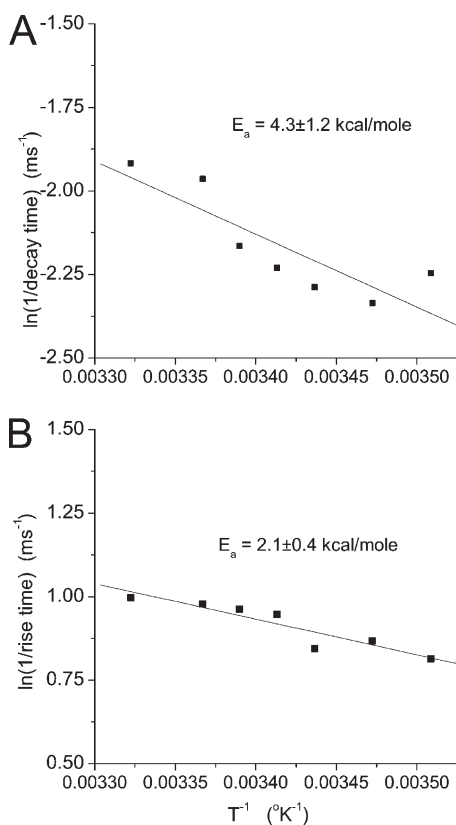 A
-1.50
-1.75
-2.00
-2.25
-2.50
ln(1/decay time) (ms⁻¹)
Eₐ = 4.3±1.2 kcal/mole
0.00330 0.00335 0.00340 0.00345 0.00350
B
1.50
1.25
1.00
0.75
0.50
ln(1/rise time) (ms⁻¹)
Eₐ = 2.1±0.4 kcal/mole
0.00330 0.00335 0.00340 0.00345 0.00350
T⁻¹ (°K⁻¹)